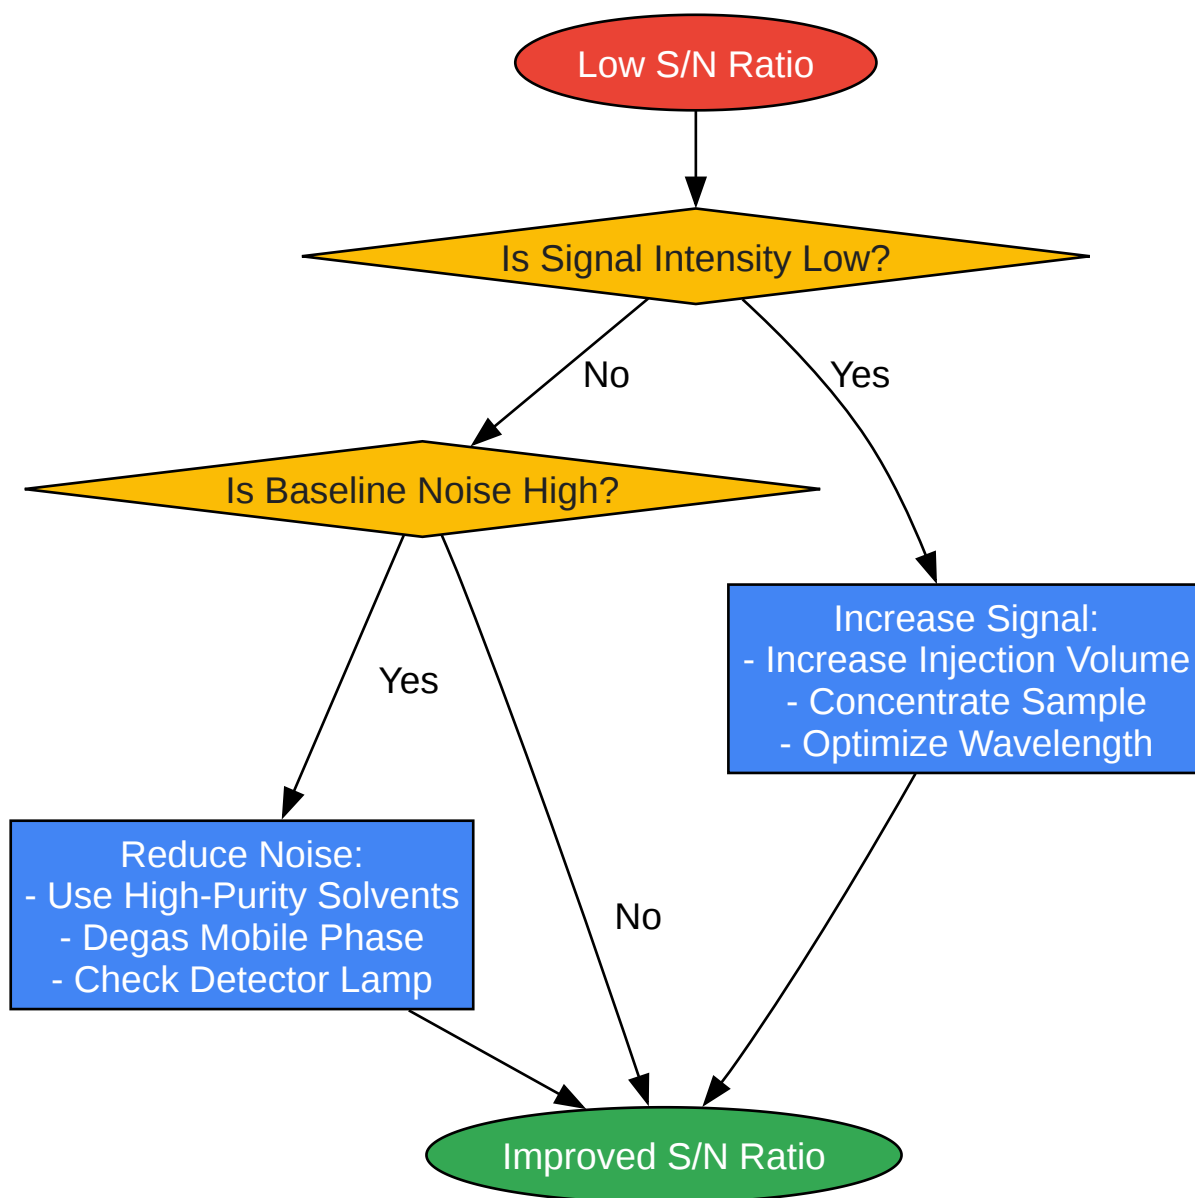 Low S/N Ratio
Is Signal Intensity Low?
No
Yes
Is Baseline Noise High?
Increase Signal:
- Increase Injection Volume
- Concentrate Sample
- Optimize Wavelength
Yes
No
Reduce Noise:
- Use High-Purity Solvents
- Degas Mobile Phase
- Check Detector Lamp
Improved S/N Ratio